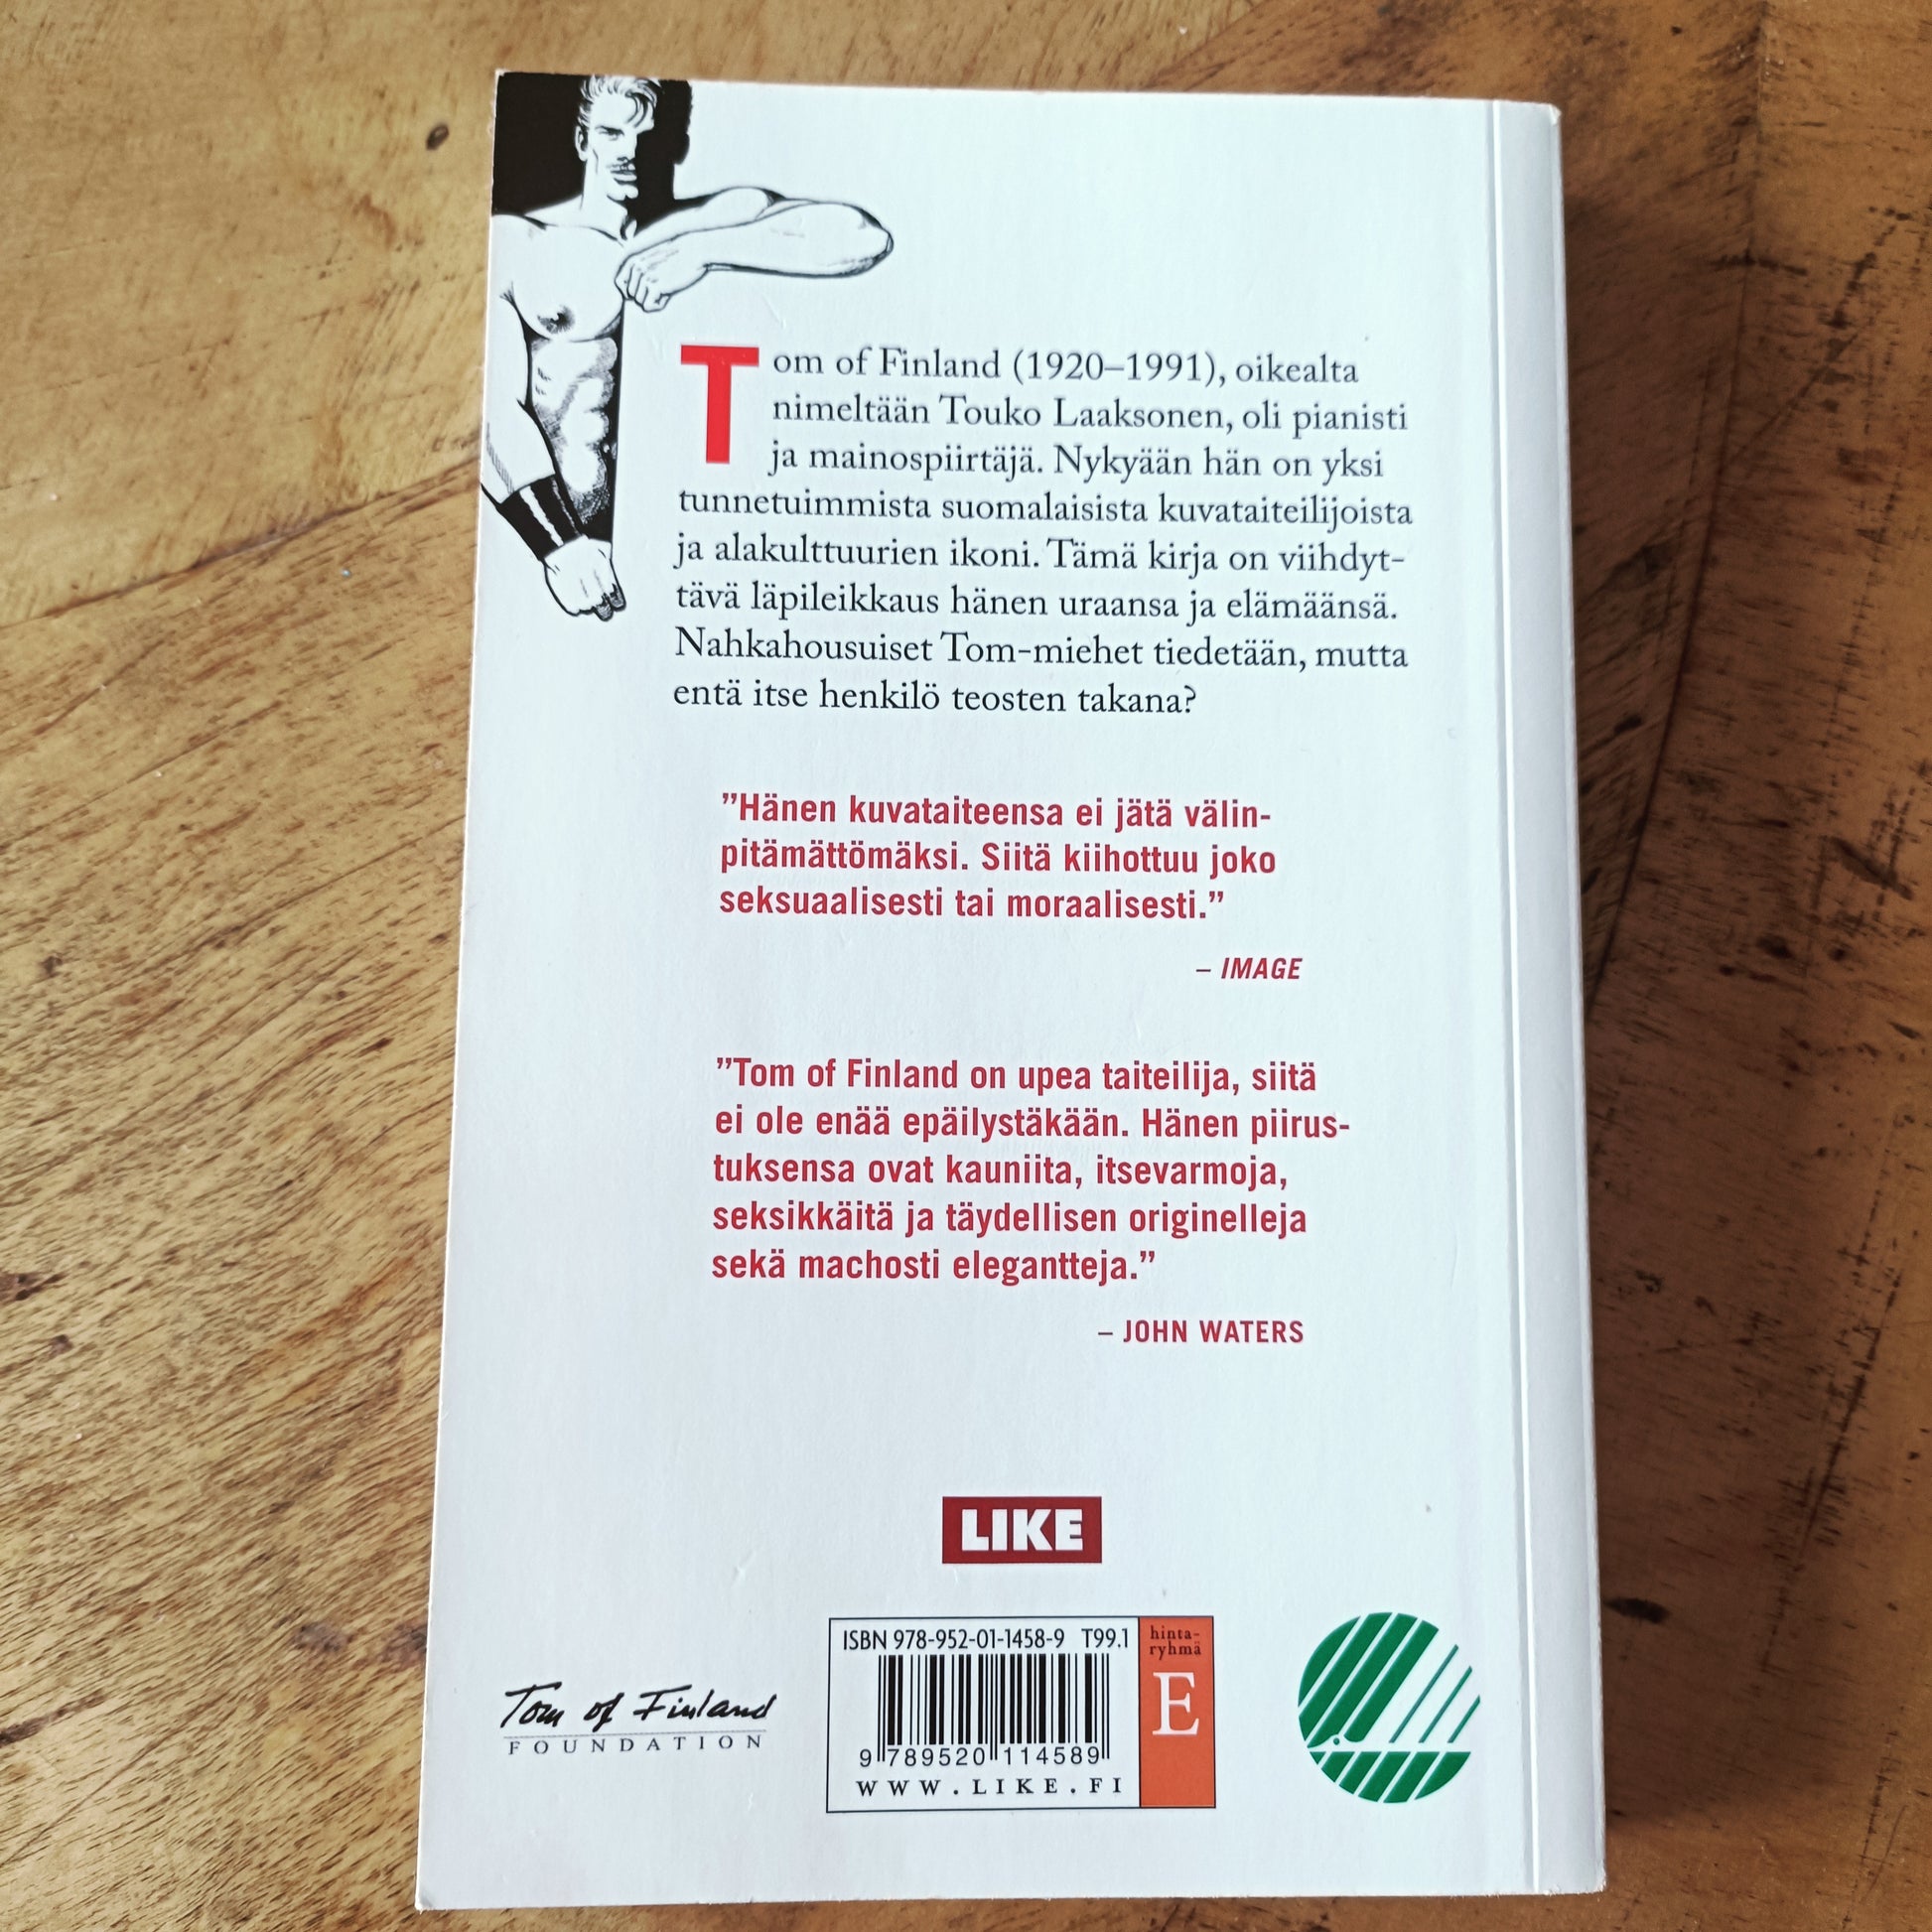 Tom of Finland (1920–1991), oikealta
nimeltään Touko Laaksonen, oli pianisti
ja mainospiirtäjä. Nykyään hän on yksi
tunnetuimmista suomalaisista kuvataiteilijoista
ja alakulttuurien ikoni. Tämä kirja on viihdyt-
tävä läpileikkaus hänen uraansa ja elämäänsä.
Nahkahousuiset Tom-miehet tiedetään, mutta
entä itse henkilö teosten takana?
”Hänen kuvataiteensa ei jätä välin-
pitämättömäksi. Siitä kiihottuu joko
seksuaalisesti tai moraalisesti.”
– IMAGE
”Tom of Finland on upea taiteilija, siitä
ei ole enää epäilystäkään. Hänen piirus-
tuksensa ovat kauniita, itsevarmoja,
seksikkäitä ja täydellisen originelleja
sekä machosti elegantteja.”
– JOHN WATERS
LIKE
ISBN 978-952-01-1458-9 T99.1
hinta-
ryhmä
E
9 789520 114589
WWW.LIKE.FI
Tom of Finland
FOUNDATION